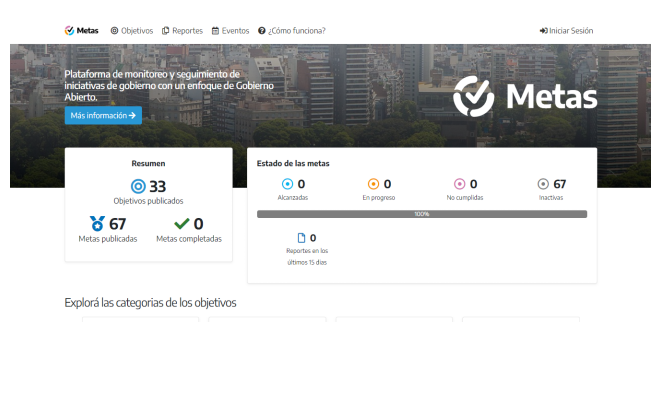 Metas
Objetivos
Reportes
Eventos
¿Cómo funciona?
Iniciar Sesión
Plataforma de monitoreo y seguimiento de
iniciativas de gobierno con un enfoque de Gobierno
Abierto.
Más información
Metas
Resumen
33
Objetivos publicados
67
Metas publicadas
0
Metas completadas
Estado de las metas
0
Alcanzadas
0
En progreso
0
No cumplidas
67
Inactivas
100%
0
Reportes en los
últimos 15 días
Explorá las categorias de los objetivos